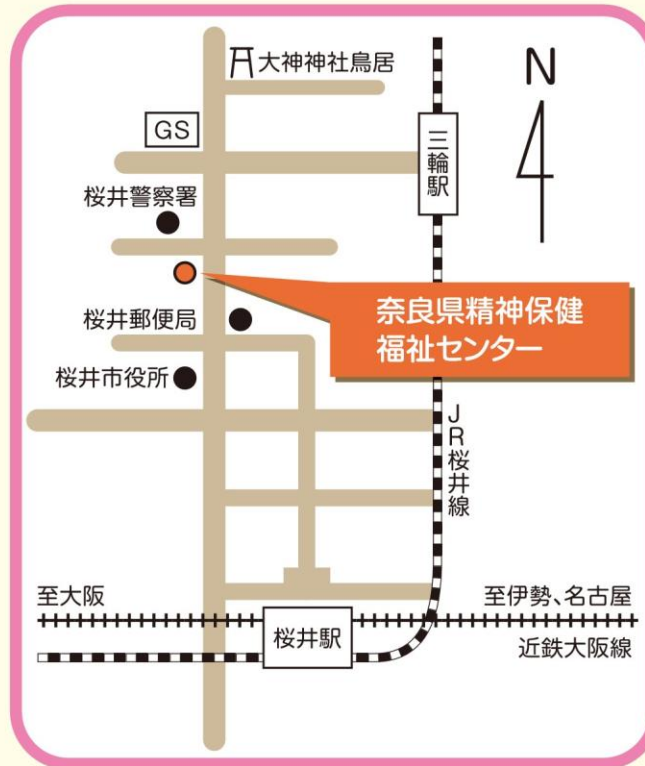 大神神社鳥居
N
GS
三輪駅
桜井警察署
奈良県精神保健
福祉センター
桜井郵便局
桜井市役所
JR桜井線
至大阪
至伊勢、名古屋
桜井駅
近鉄大阪線